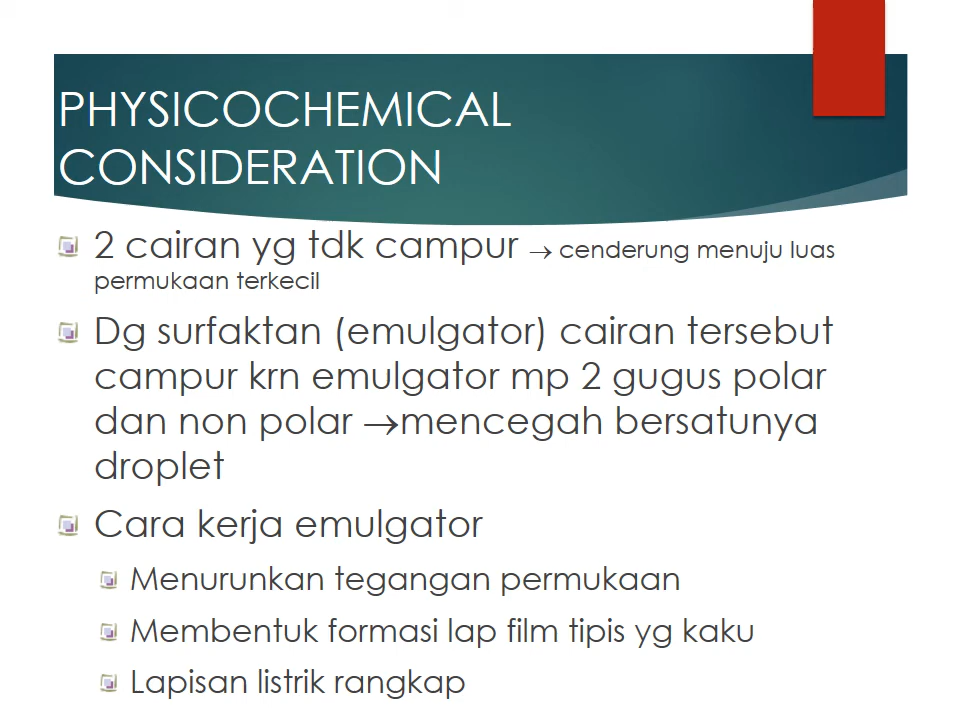 PHYSICOCHEMICAL
CONSIDERATION
2 cairan yg tdk campur → cenderung menuju luas
permukaan terkecil
Dg surfaktan (emulgator) cairan tersebut
campur krn emulgator mp 2 gugus polar
dan non polar →mencegah bersatunya
droplet
Cara kerja emulgator
Menurunkan tegangan permukaan
Membentuk formasi lap film tipis yg kaku
Lapisan listrik rangkap